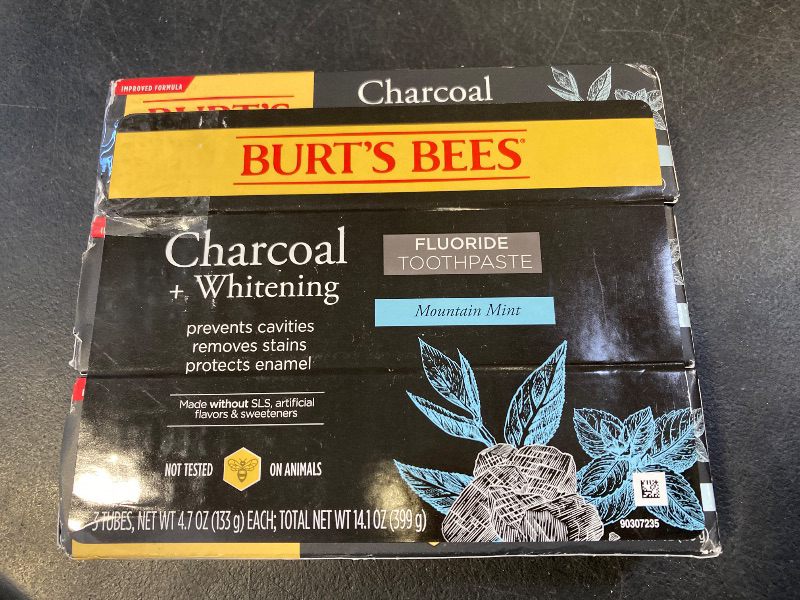 IMPROVED FORMULA
Charcoal
BURT'S
BURT'S BEES®
Charcoal
+ Whitening
FLUORIDE
TOOTHPASTE
Mountain Mint
prevents cavities
removes stains
protects enamel
Made without SLS, artificial
flavors & sweeteners
NOT TESTED ON ANIMALS
3 TUBES, NET WT 4.7 OZ (133 g) EACH; TOTAL NET WT 14.1 OZ (399 g)
90307235